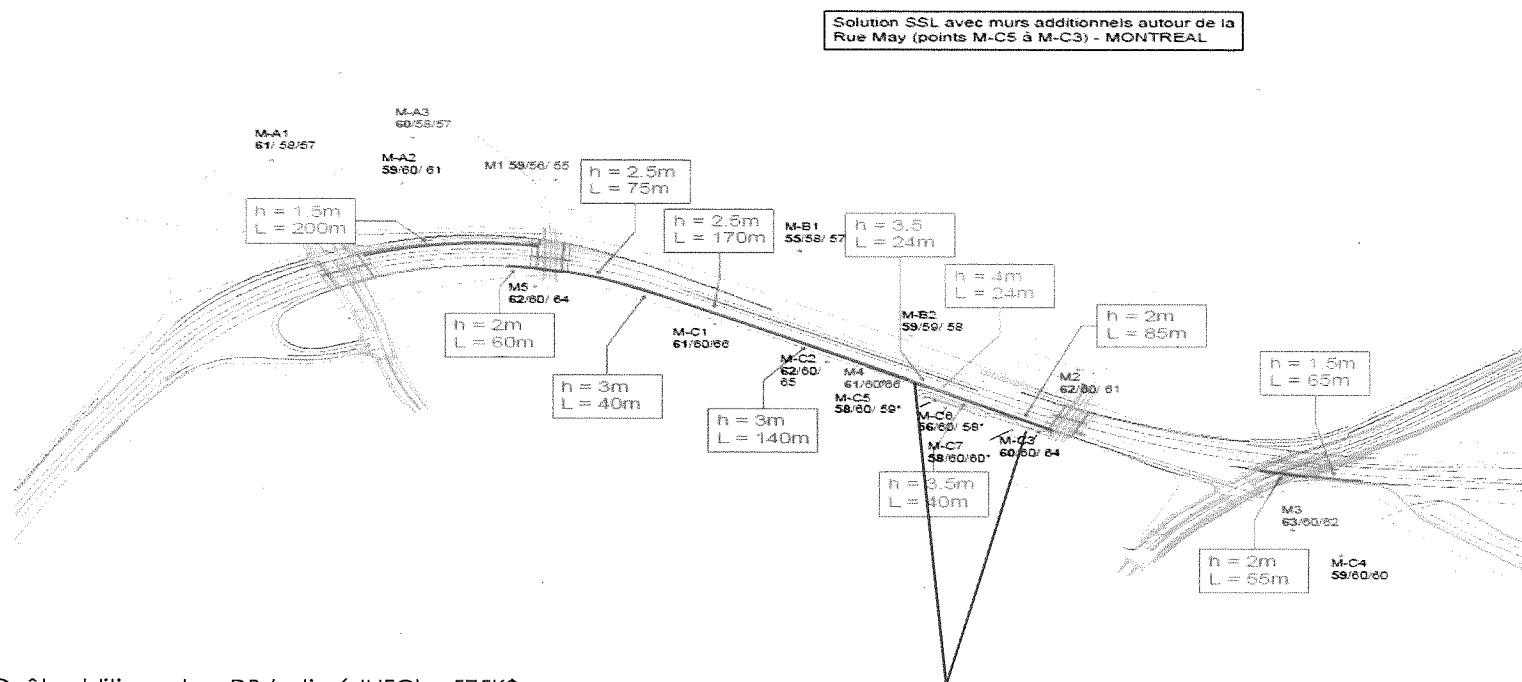 Solution SSL avec murs additionnels autour de la
Rue May (points M-C5 à M-C3) - MONTREAL
M-A3
60/58/57
M-A1
61/ 58/57
M-A2
59/60/ 61
M1 59/56/ 55
h = 2.5m
L = 75m
h = 1.5m
L = 200m
h = 2.5m
L = 170m
M-B1
55/58/ 57
h = 3.5
L = 24m
h = 4m
L = 24m
M5
62/60/ 64
h = 2m
L = 60m
M-C1
61/60/66
M-B2
59/59/ 58
h = 2m
L = 85m
M-C2
62/60/
65
M4
61/60/66
M2
62/60/ 61
h = 1.5m
L = 65m
h = 3m
L = 40m
M-C5
58/60/ 59*
h = 3m
L = 140m
M-C6
56/60/ 58*
M-C7
58/60/60*
M-C3
60/60/ 64
h = 3.5m
L = 40m
M3
63/60/62
h = 2m
L = 55m
M-C4
59/60/60